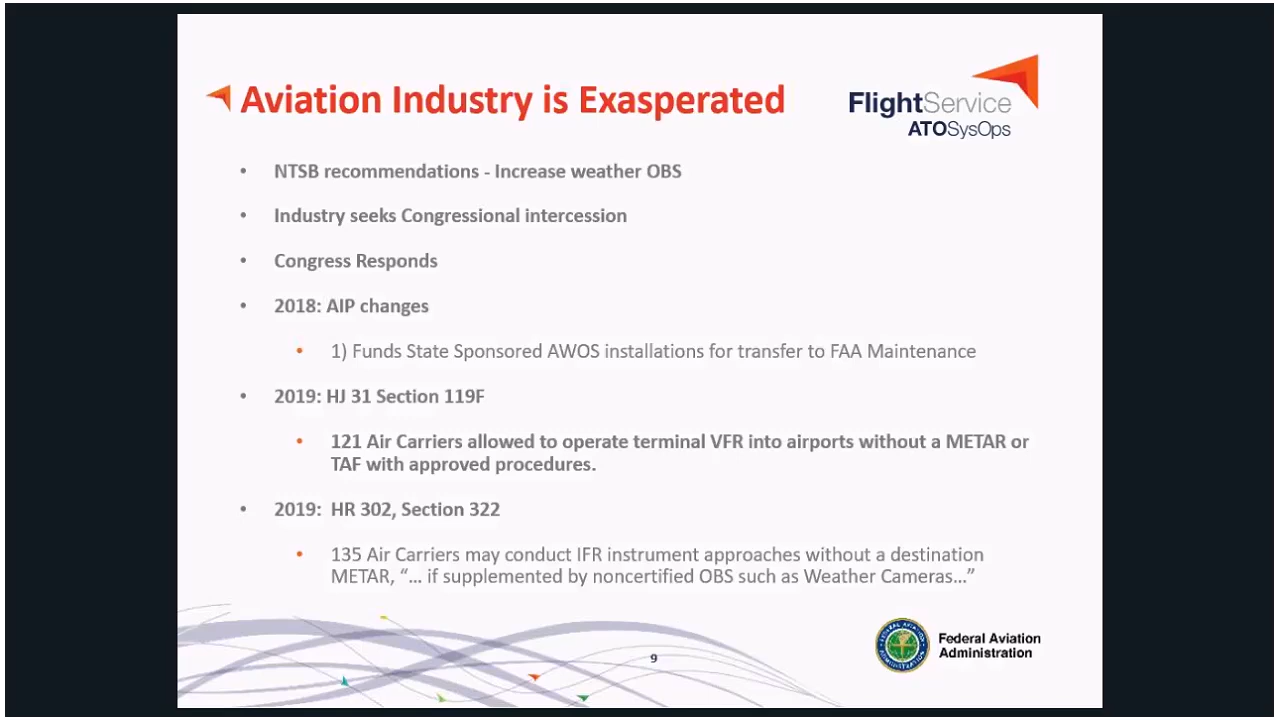 Aviation Industry is Exasperated
FlightService
ATOSysOps
• NTSB recommendations - Increase weather OBS
• Industry seeks Congressional intercession
• Congress Responds
• 2018: AIP changes
• 1) Funds State Sponsored AWOS installations for transfer to FAA Maintenance
• 2019: HJ 31 Section 119F
• 121 Air Carriers allowed to operate terminal VFR into airports without a METAR or
TAF with approved procedures.
• 2019: HR 302, Section 322
• 135 Air Carriers may conduct IFR instrument approaches without a destination
METAR, “… if supplemented by noncertified OBS such as Weather Cameras…”
9
FEDERAL AVIATION
ADMINISTRATION
Federal Aviation
Administration